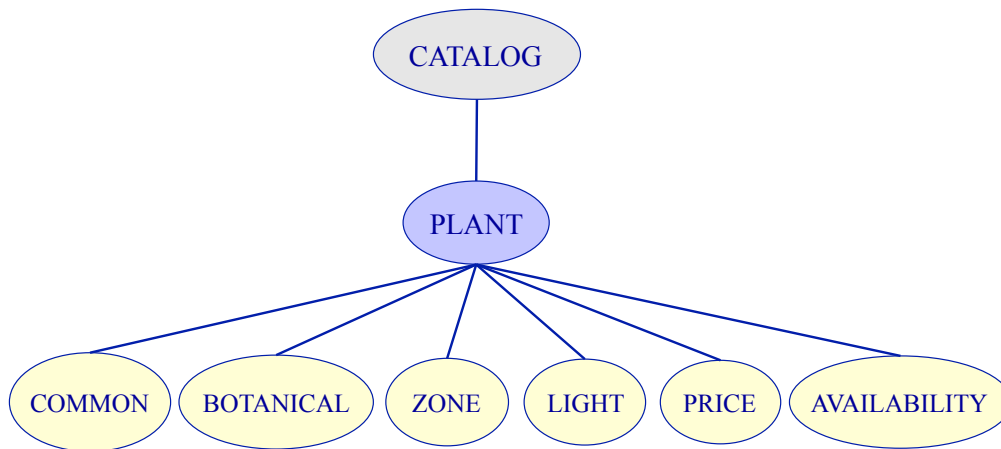 CATALOG
PLANT
COMMON
BOTANICAL
ZONE
LIGHT
PRICE
AVAILABILITY